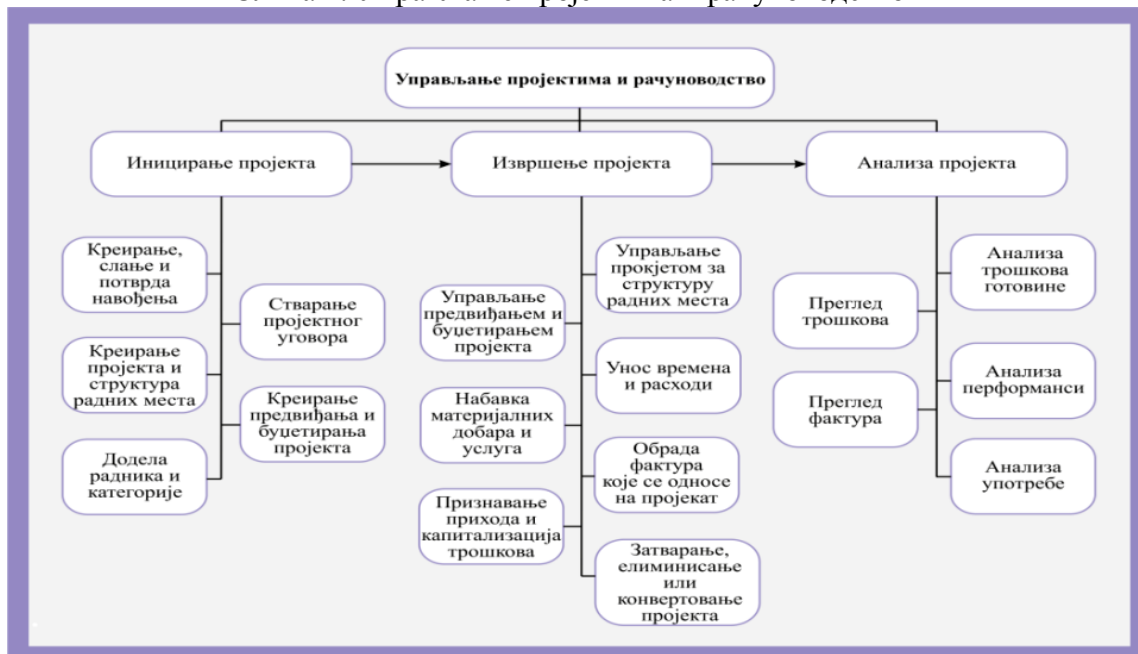 Управљање пројектима и рачуноводство
Иницирање пројекта
Извршење пројекта
Анализа пројекта
Креирање,
слање и
потврда
навођења
Стварање
пројектног
уговора
Креирање
пројекта и
структура
радних места
Креирање
предвиђања и
буџетирања
пројекта
Додела
радника и
категорије
Управљање
прокјетом за
структуру
радних места
Управљање
предвиђањем и
буџетирањем
пројекта
Унос времена
и расходи
Набавка
материјалних
добара и
услуга
Обрада
фактура
које се односе
на пројекат
Признавање
прихода и
капитализација
трошкова
Затварање,
елиминисање
или
конвертовање
пројекта
Анализа
трошкова
готовине
Преглед
трошкова
Анализа
перформанси
Преглед
фактура
Анализа
употребе